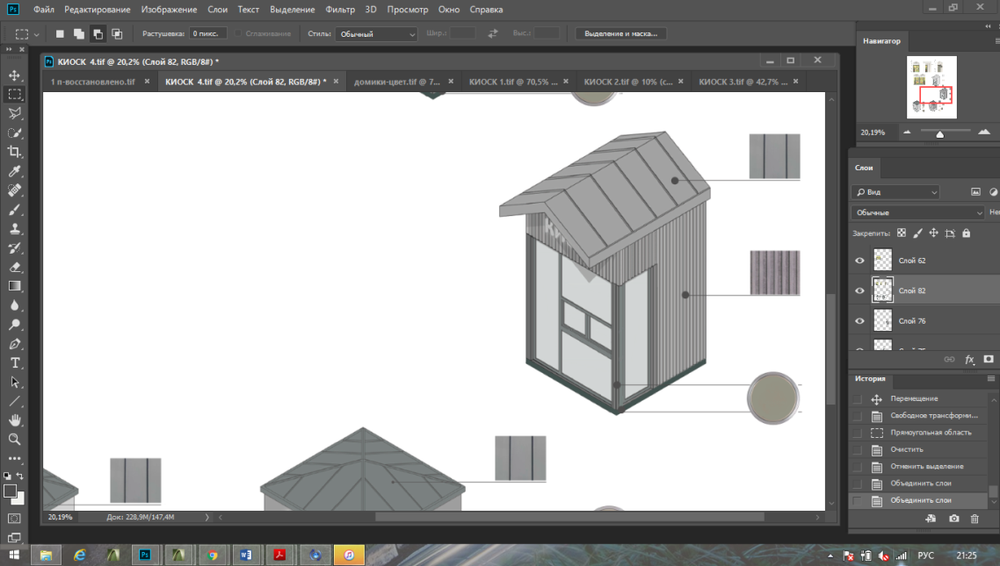 Ps Файл Редактирование Изображение Слои Текст Выделение Фильтр 3D Просмотр Окно Справка
Растушевка: 0 пикс. Сглаживание Стиль: Обычный Шир.: Выс.: Выделение и маска...
Ps КИОСК 4.tif @ 20,2% (Слой 82, RGB/8#) *
1 п-восстановлено.tif × КИОСК 4.tif @ 20,2% (Слой 82, RGB/8#) * × домики-цвет.tif @ 7... × КИОСК 1.tif @ 70,5% ... × КИОСК 2.tif @ 10% (с... × КИОСК 3.tif @ 42,7% ... ×
Навигатор
20,19%
Слои
Вид
Обычные
Закрепить:
Слой 62
Слой 82
Слой 76
fx
История
Перемещение
Свободное трансформи...
Прямоугольная область
Очистить
Отменить выделение
Объединить слои
Объединить слои
20,19% Док: 228,9M/147,4M
РУС 21:25